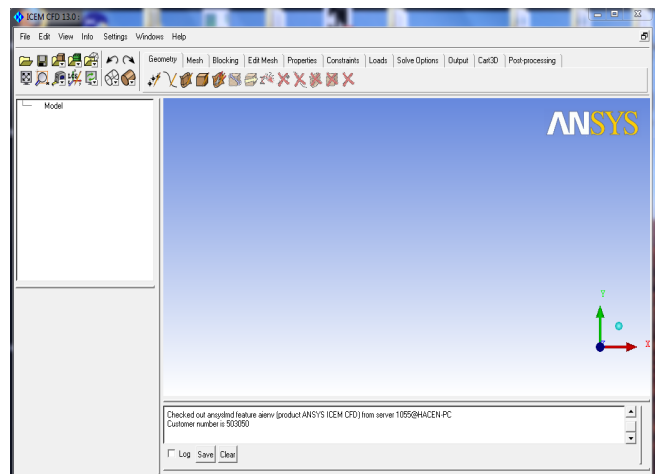 ICEM CFD 13.0 :
File Edit View Info Settings Windows Help
Geometry Mesh Blocking Edit Mesh Properties Constraints Loads Solve Options Output Cart3D Post-processing
Model
ANSYS
Y
X
Checked out ansyslmd feature aienv (product ANSYS ICEM CFD) from server 1055@HACEN-PC
Customer number is 503050
Log Save Clear